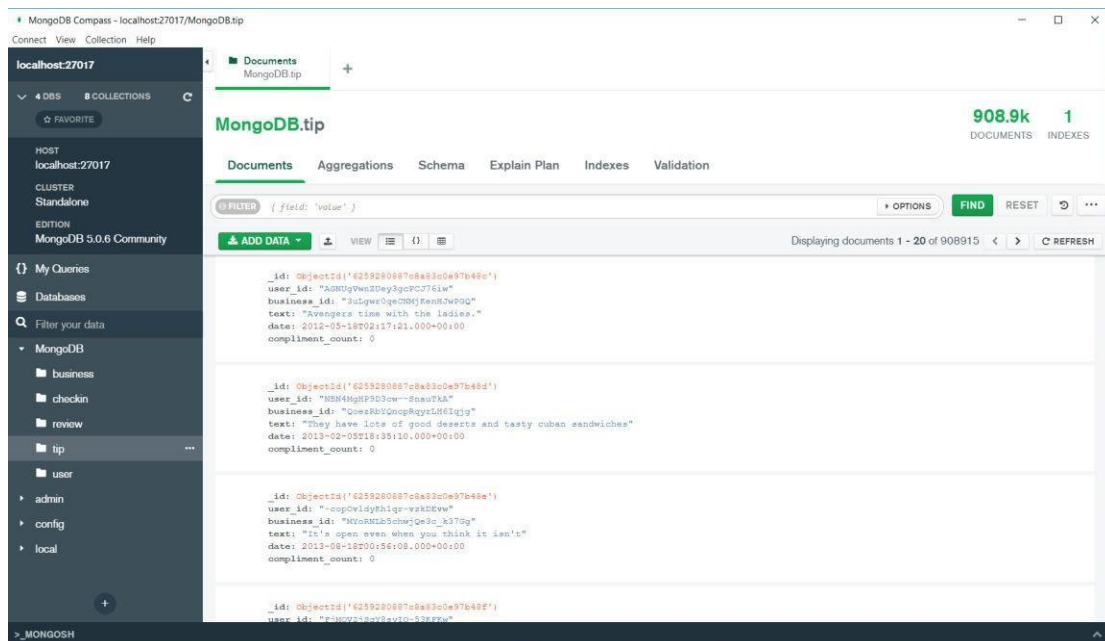 MongoDB Compass - localhost:27017/MongoDB.tip
Connect View Collection Help
localhost:27017
4 DBS 8 COLLECTIONS
FAVORITE
HOST
localhost:27017
CLUSTER
Standalone
EDITION
MongoDB 5.0.6 Community
My Queries
Databases
Filter your data
MongoDB
business
checkin
review
tip
user
admin
config
local
>_MONGOSH
Documents
MongoDB.tip
MongoDB.tip
908.9k
DOCUMENTS
1
INDEXES
Documents Aggregations Schema Explain Plan Indexes Validation
FILTER { field: 'value' } OPTIONS FIND RESET
ADD DATA VIEW Displaying documents 1 - 20 of 908915 REFRESH
_id: ObjectId('6259280887c8a83c0e97b48c')
user_id:
business_id:
text: "Avengers time with the ladies."
date: 2012-05-18T02:17:21.000+00:00
compliment_count: 0
_id: ObjectId('6259280887c8a83c0e97b48d')
user_id:
business_id:
text: "They have lots of good deserts and tasty cuban sandwiches"
date: 2013-02-05T18:35:10.000+00:00
compliment_count: 0
_id: ObjectId('6259280887c8a83c0e97b48e')
user_id:
business_id:
text: "It's open even when you think it isn't"
date: 2013-08-18T00:56:08.000+00:00
compliment_count: 0
_id: ObjectId('6259280887c8a83c0e97b48f')
user_id: